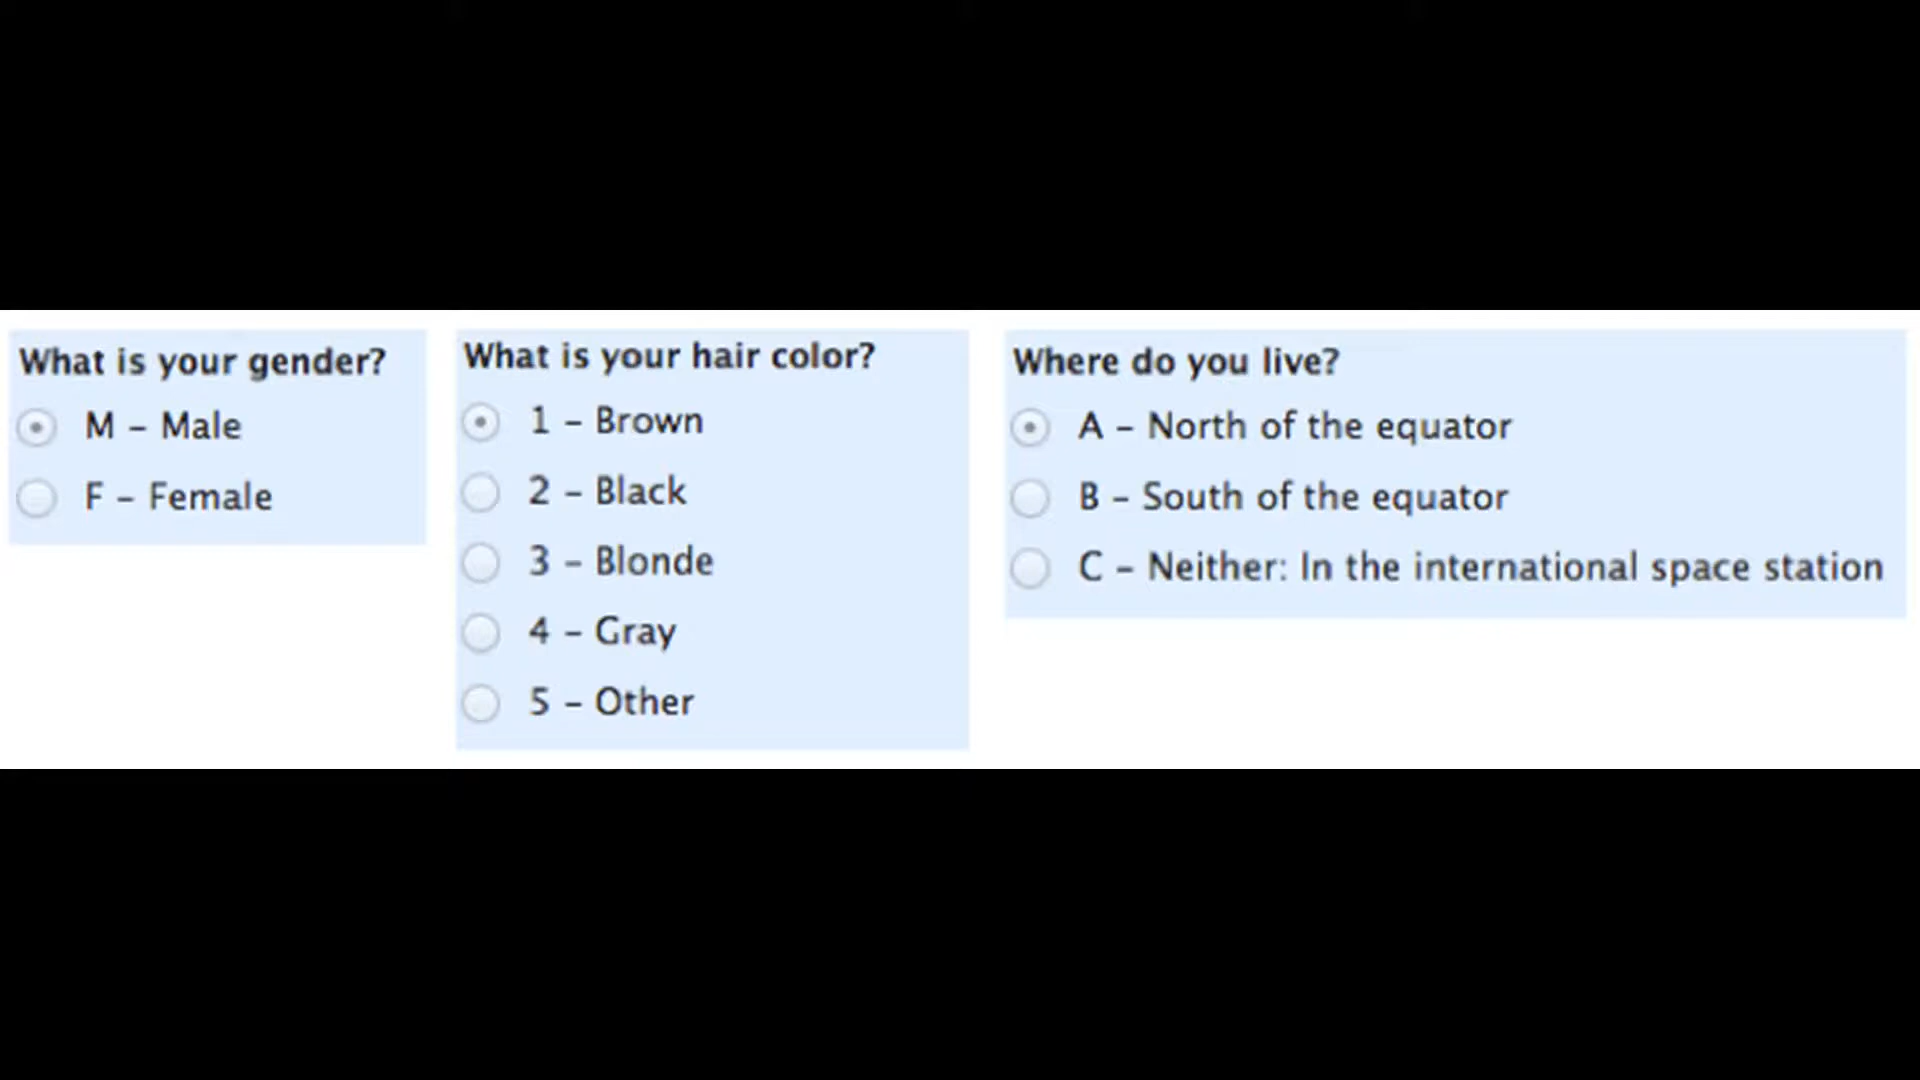 What is your gender?
M – Male
F – Female
What is your hair color?
1 – Brown
2 – Black
3 – Blonde
4 – Gray
5 – Other
Where do you live?
A – North of the equator
B – South of the equator
C – Neither: In the international space station